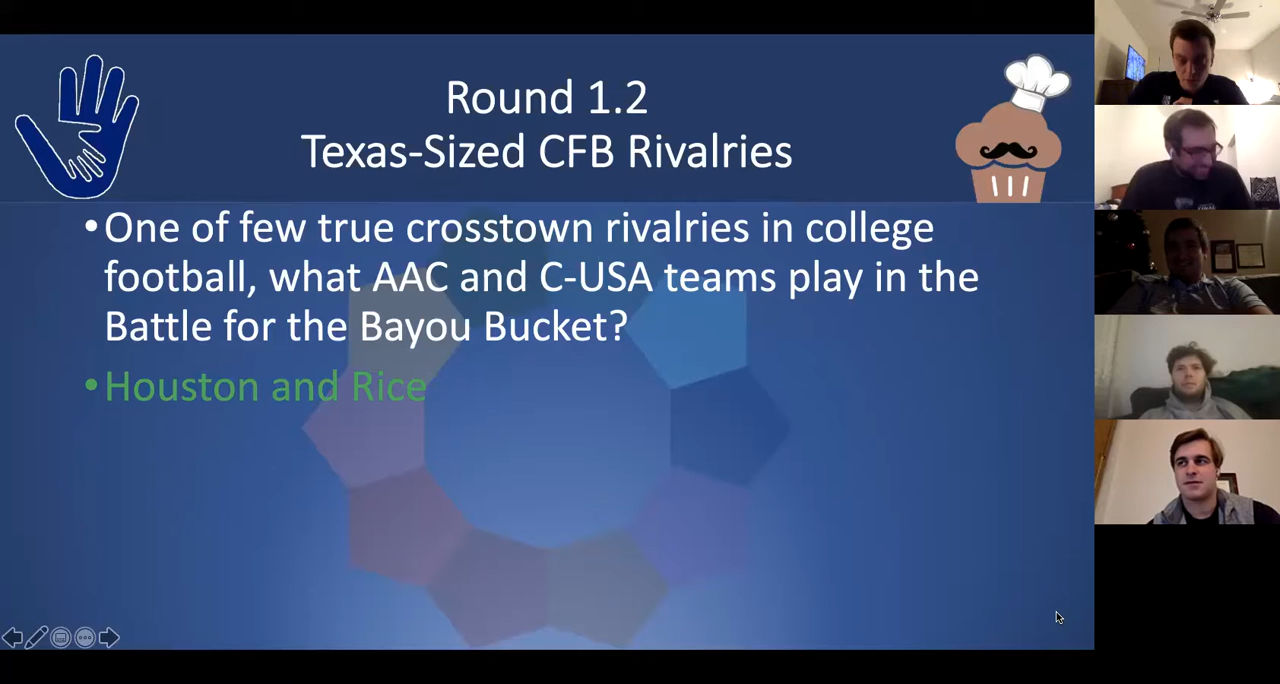 Round 1.2
Texas-Sized CFB Rivalries
•One of few true crosstown rivalries in college
football, what AAC and C-USA teams play in the
Battle for the Bayou Bucket?
•Houston and Rice